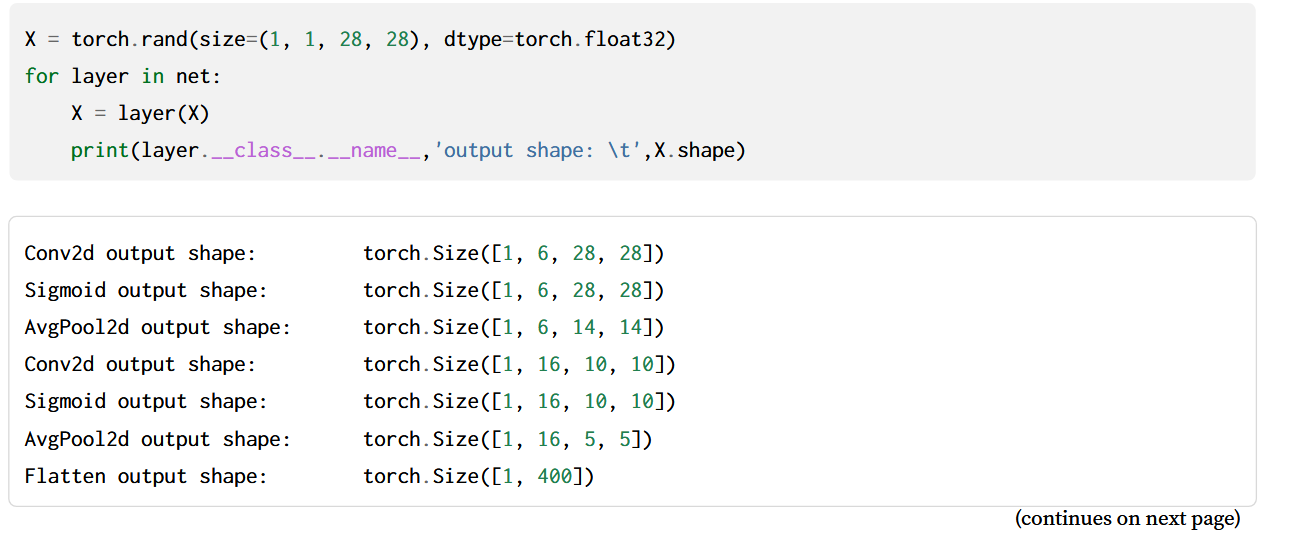 X = torch.rand(size=(1, 1, 28, 28), dtype=torch.float32)
for layer in net:
    X = layer(X)
    print(layer.__class__.__name__,'output shape: \t',X.shape)
Conv2d output shape:         torch.Size([1, 6, 28, 28])
Sigmoid output shape:        torch.Size([1, 6, 28, 28])
AvgPool2d output shape:      torch.Size([1, 6, 14, 14])
Conv2d output shape:         torch.Size([1, 16, 10, 10])
Sigmoid output shape:        torch.Size([1, 16, 10, 10])
AvgPool2d output shape:      torch.Size([1, 16, 5, 5])
Flatten output shape:        torch.Size([1, 400])
(continues on next page)